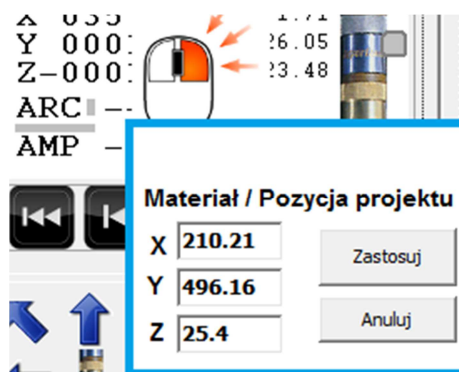 Y 000
26.05
Z-000
23.48
ARC --
AMP -
Materiał / Pozycja projektu
X 210.21
Zastosuj
Y 496.16
Z 25.4
Anuluj